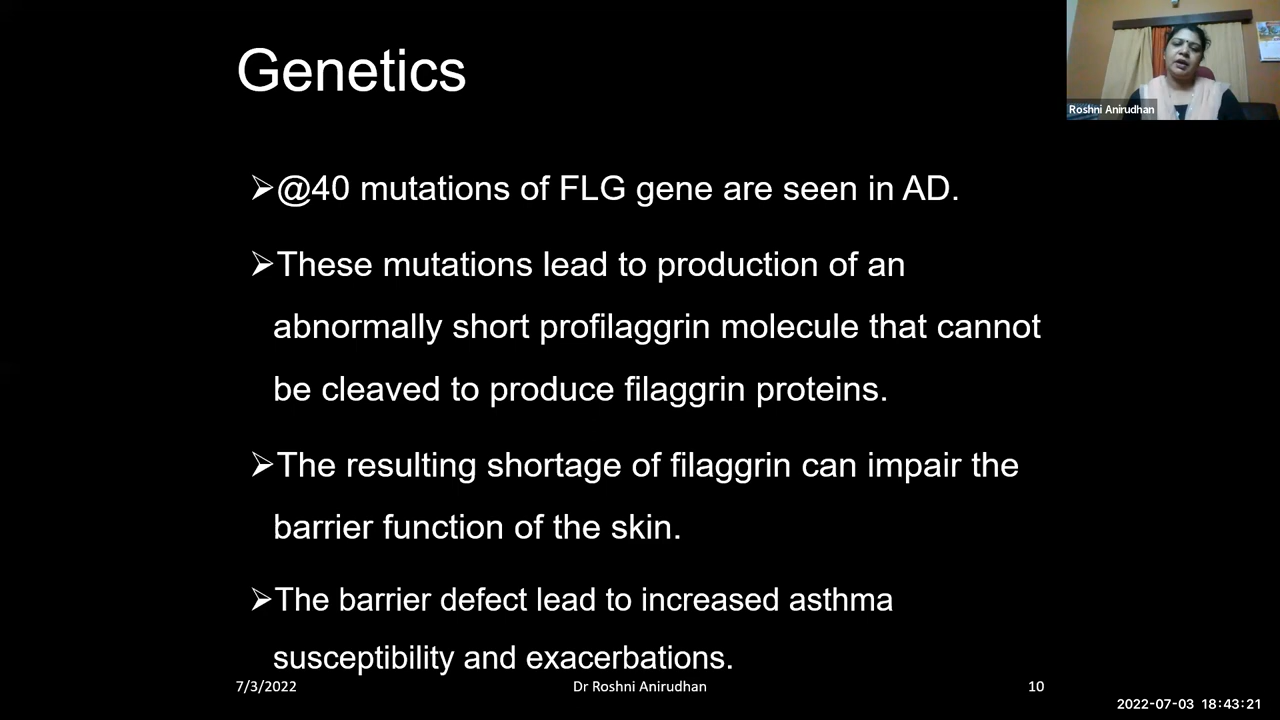 Genetics
Roshni Anirudhan
➢@40 mutations of FLG gene are seen in AD.
➢These mutations lead to production of an
abnormally short profilaggrin molecule that cannot
be cleaved to produce filaggrin proteins.
➢The resulting shortage of filaggrin can impair the
barrier function of the skin.
➢The barrier defect lead to increased asthma
susceptibility and exacerbations.
7/3/2022 Dr Roshni Anirudhan 10
2022-07-03 18:43:21